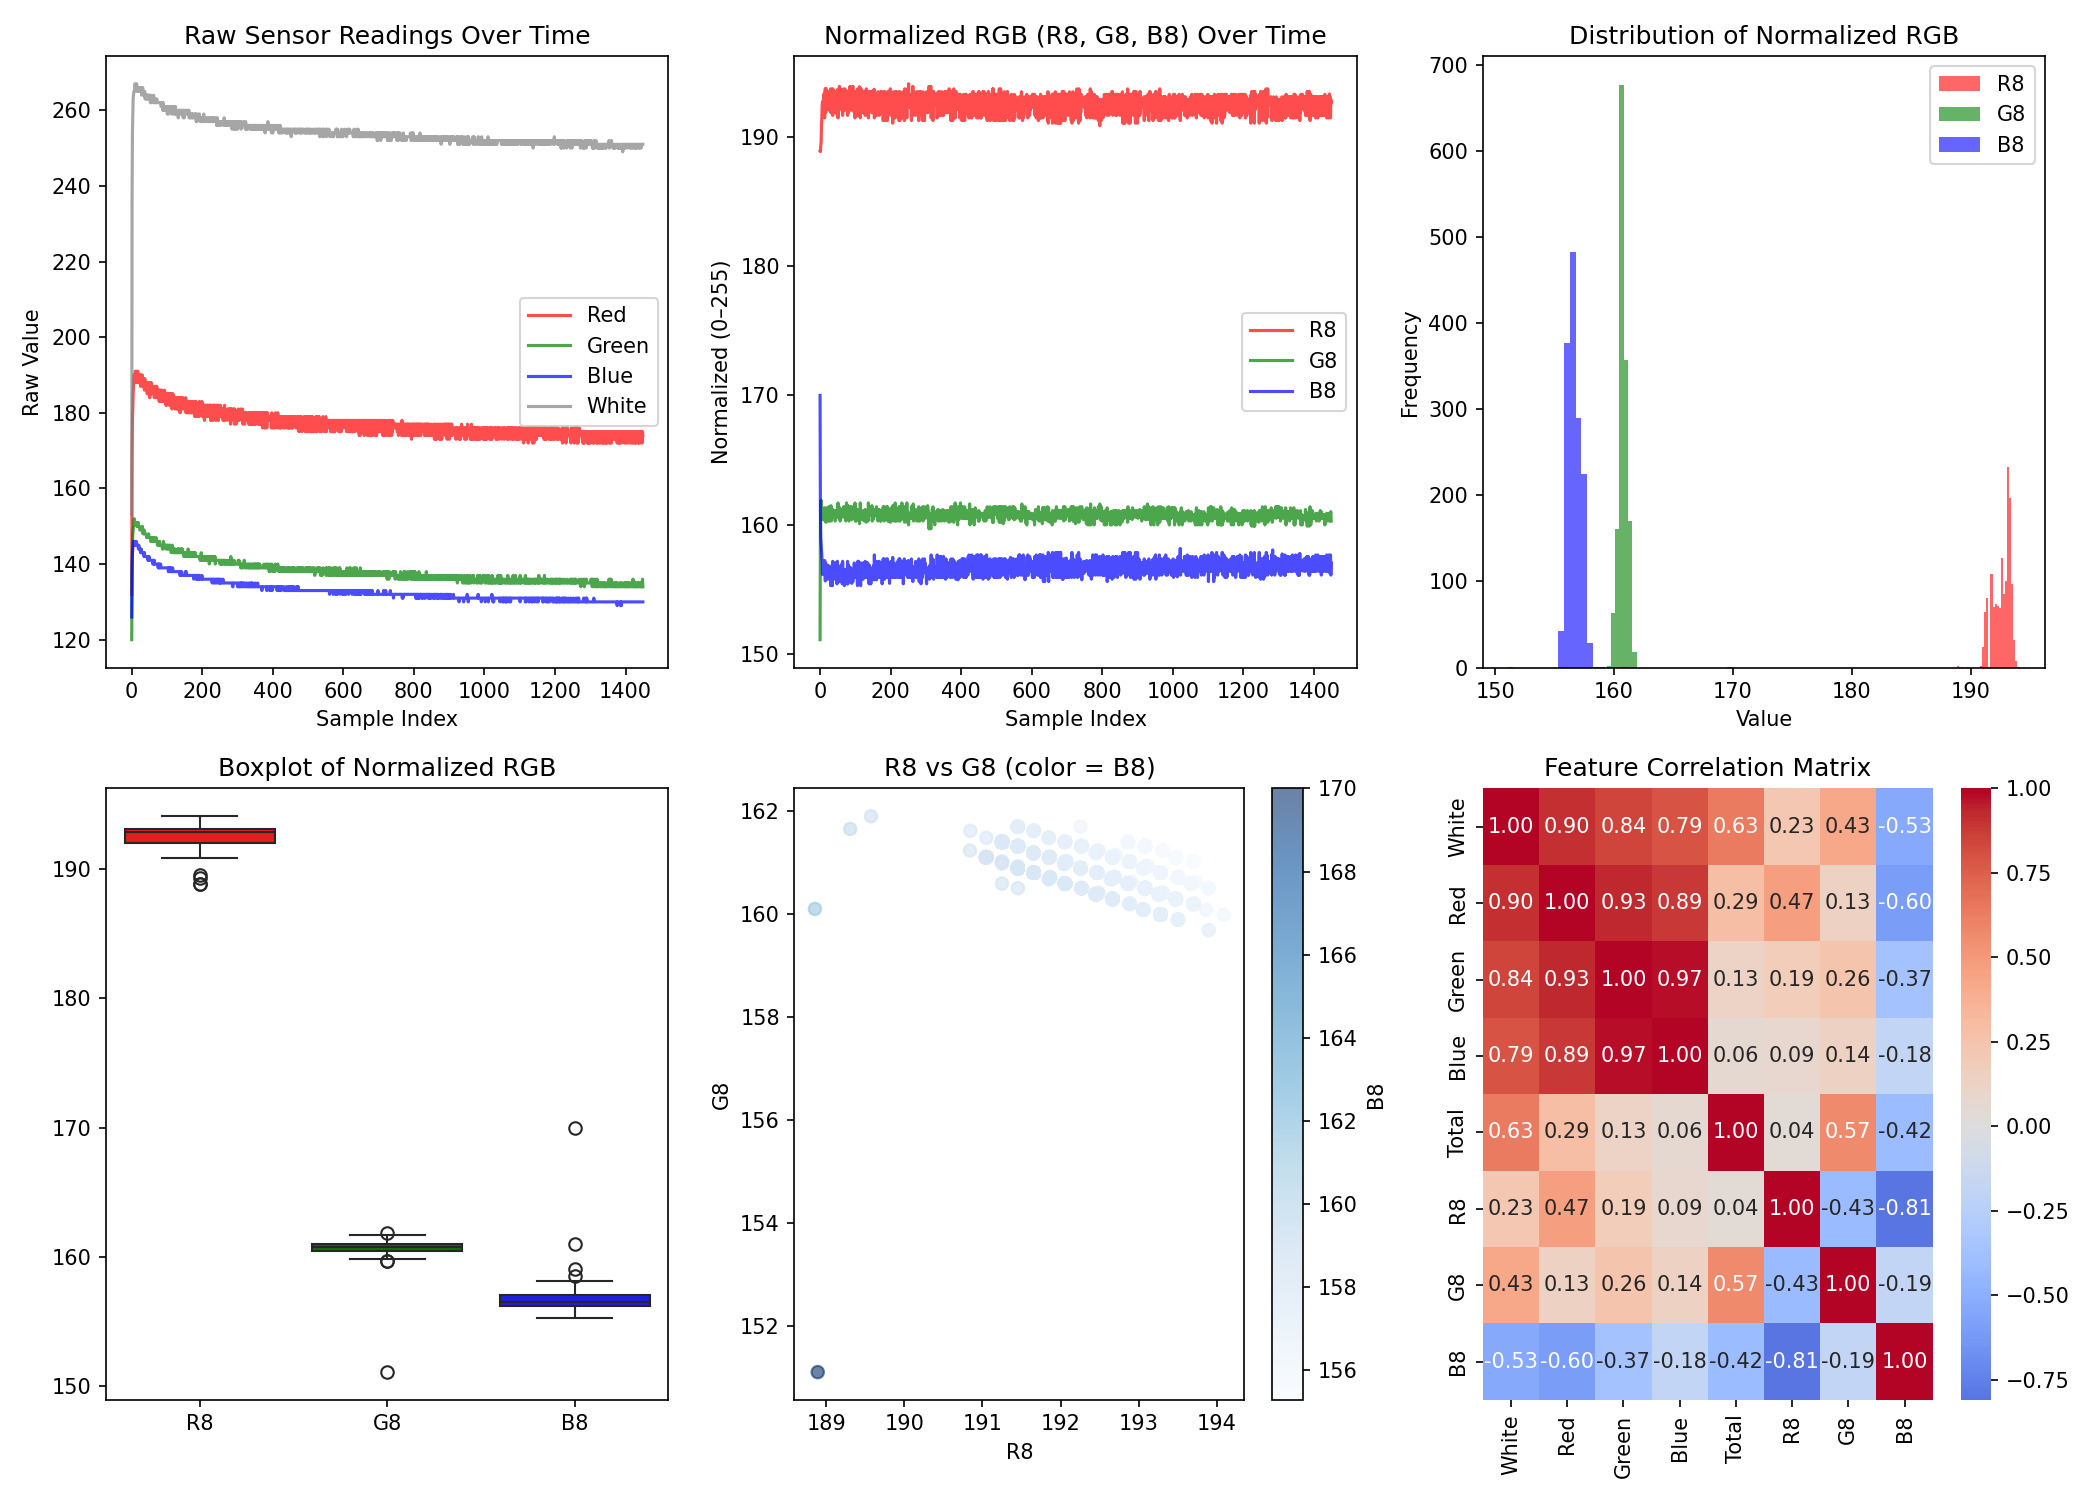 Raw Sensor Readings Over Time
Raw Value
260
240
220
200
180
160
140
120
0 200 400 600 800 1000 1200 1400
Sample Index
Red
Green
Blue
White
Normalized RGB (R8, G8, B8) Over Time
Normalized (0–255)
190
180
170
160
150
0 200 400 600 800 1000 1200 1400
Sample Index
R8
G8
B8
Distribution of Normalized RGB
Frequency
700
600
500
400
300
200
100
0
150 160 170 180 190
Value
R8
G8
B8
Boxplot of Normalized RGB
190
180
170
160
150
R8 G8 B8
R8 vs G8 (color = B8)
G8
162
160
158
156
154
152
189 190 191 192 193 194
R8
170
168
166
164
162
160
158
156
B8
Feature Correlation Matrix
White 1.00 0.90 0.84 0.79 0.63 0.23 0.43 -0.53
Red 0.90 1.00 0.93 0.89 0.29 0.47 0.13 -0.60
Green 0.84 0.93 1.00 0.97 0.13 0.19 0.26 -0.37
Blue 0.79 0.89 0.97 1.00 0.06 0.09 0.14 -0.18
Total 0.63 0.29 0.13 0.06 1.00 0.04 0.57 -0.42
R8 0.23 0.47 0.19 0.09 0.04 1.00 -0.43 -0.81
G8 0.43 0.13 0.26 0.14 0.57 -0.43 1.00 -0.19
B8 -0.53 -0.60 -0.37 -0.18 -0.42 -0.81 -0.19 1.00
White Red Green Blue Total R8 G8 B8
1.00
0.75
0.50
0.25
0.00
−0.25
−0.50
−0.75